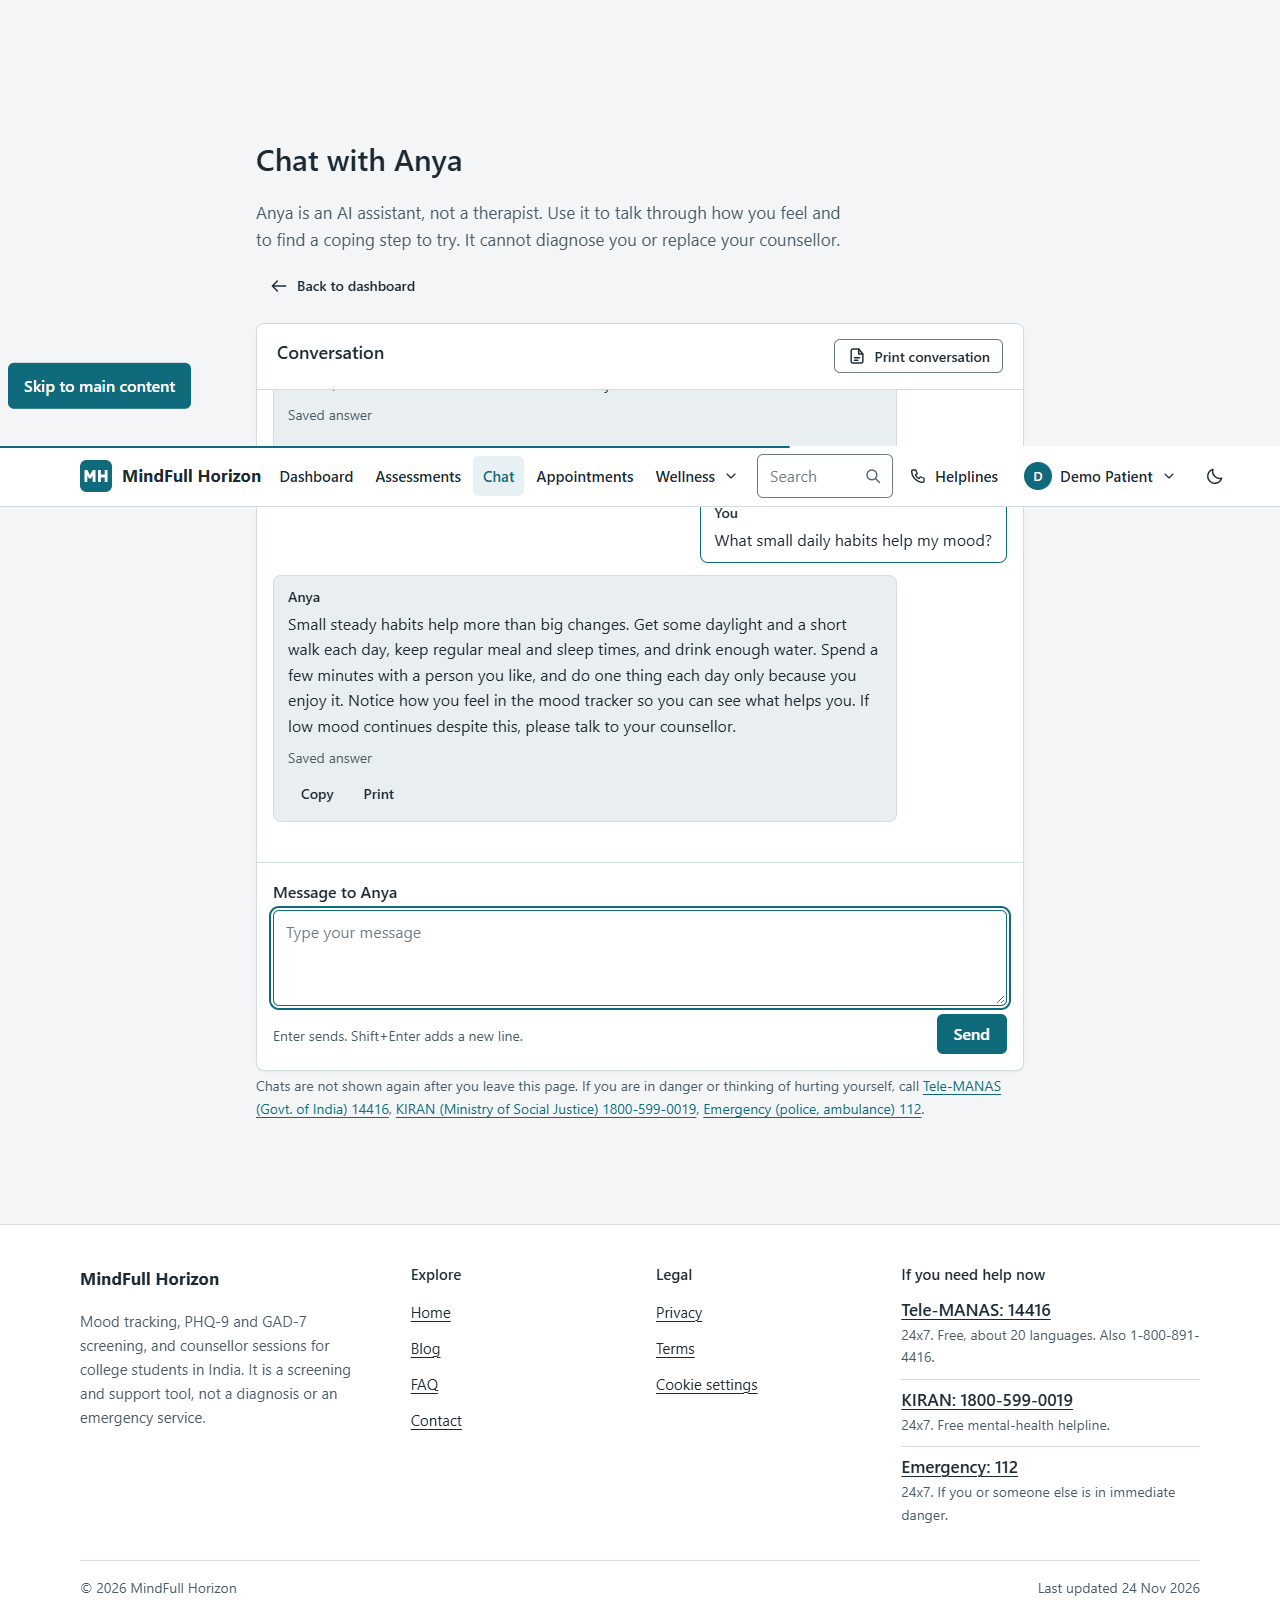 Chat with Anya
Anya is an AI assistant, not a therapist. Use it to talk through how you feel and
to find a coping step to try. It cannot diagnose you or replace your counsellor.
Back to dashboard
Conversation
Print conversation
Skip to main content
Saved answer
MH MindFull Horizon
Dashboard
Assessments
Chat
Appointments
Wellness
Search
Helplines
D
Demo Patient
You
What small daily habits help my mood?
Anya
Small steady habits help more than big changes. Get some daylight and a short
walk each day, keep regular meal and sleep times, and drink enough water. Spend a
few minutes with a person you like, and do one thing each day only because you
enjoy it. Notice how you feel in the mood tracker so you can see what helps you. If
low mood continues despite this, please talk to your counsellor.
Saved answer
Copy
Print
Message to Anya
Type your message
Enter sends. Shift+Enter adds a new line.
Send
Chats are not shown again after you leave this page. If you are in danger or thinking of hurting yourself, call Tele-MANAS
(Govt. of India) 14416, KIRAN (Ministry of Social Justice) 1800-599-0019, Emergency (police, ambulance) 112.
MindFull Horizon
Mood tracking, PHQ-9 and GAD-7
screening, and counsellor sessions for
college students in India. It is a screening
and support tool, not a diagnosis or an
emergency service.
Explore
Home
Blog
FAQ
Contact
Legal
Privacy
Terms
Cookie settings
If you need help now
Tele-MANAS: 14416
24x7. Free, about 20 languages. Also 1-800-891-
4416.
KIRAN: 1800-599-0019
24x7. Free mental-health helpline.
Emergency: 112
24x7. If you or someone else is in immediate
danger.
© 2026 MindFull Horizon
Last updated 24 Nov 2026